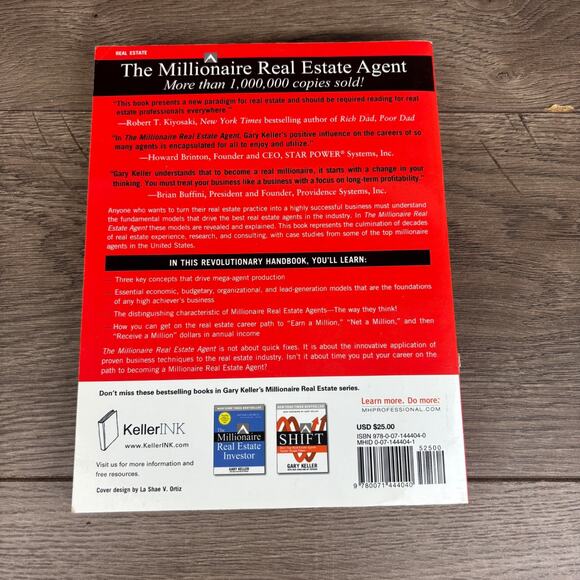 REAL ESTATE
The Millionaire Real Estate Agent
More than 1,000,000 copies sold!
"This book presents a new paradigm for real estate and should be required reading for real
estate professionals everywhere."
—Robert T. Kiyosaki, New York Times bestselling author of Rich Dad, Poor Dad
"In The Millionaire Real Estate Agent, Gary Keller's positive influence on the careers of so
many agents is encapsulated for all to enjoy and utilize."
—Howard Brinton, Founder and CEO, STAR POWER® Systems, Inc.
"Gary Keller understands that to become a real millionaire, it starts with a change in your
thinking. You must treat your business like a business with a focus on long-term profitability."
—Brian Buffini, President and Founder, Providence Systems, Inc.
Anyone who wants to turn their real estate practice into a highly successful business must understand
the fundamental models that drive the best real estate agents in the industry. In The Millionaire Real
Estate Agent these models are revealed and explained. This book represents the culmination of decades
of real estate experience, research, and consulting, with case studies from some of the top millionaire
agents in the United States.
IN THIS REVOLUTIONARY HANDBOOK, YOU'LL LEARN:
Three key concepts that drive mega-agent production
Essential economic, budgetary, organizational, and lead-generation models that are the foundations
of any high achiever's business
The distinguishing characteristic of Millionaire Real Estate Agents—The way they think!
How you can get on the real estate career path to "Earn a Million," "Net a Million," and then
"Receive a Million" dollars in annual income
The Millionaire Real Estate Agent is not about quick fixes. It is about the innovative application of
proven business techniques to the real estate industry. Isn't it about time you put your career on the
path to becoming a Millionaire Real Estate Agent?
Don't miss these bestselling books in Gary Keller's Millionaire Real Estate series.
KellerINK
www.KellerINK.com
Visit us for more information and
free resources.
Cover design by La Shae V. Ortiz
The
Millionaire
Real Estate
Investor
GARY KELLER
SHIFT
GARY KELLER
Learn more. Do more.
MHPROFESSIONAL.COM
USD $25.00
ISBN 978-0-07-144404-0
MHID 0-07-144404-1
52500
9 780071 444040